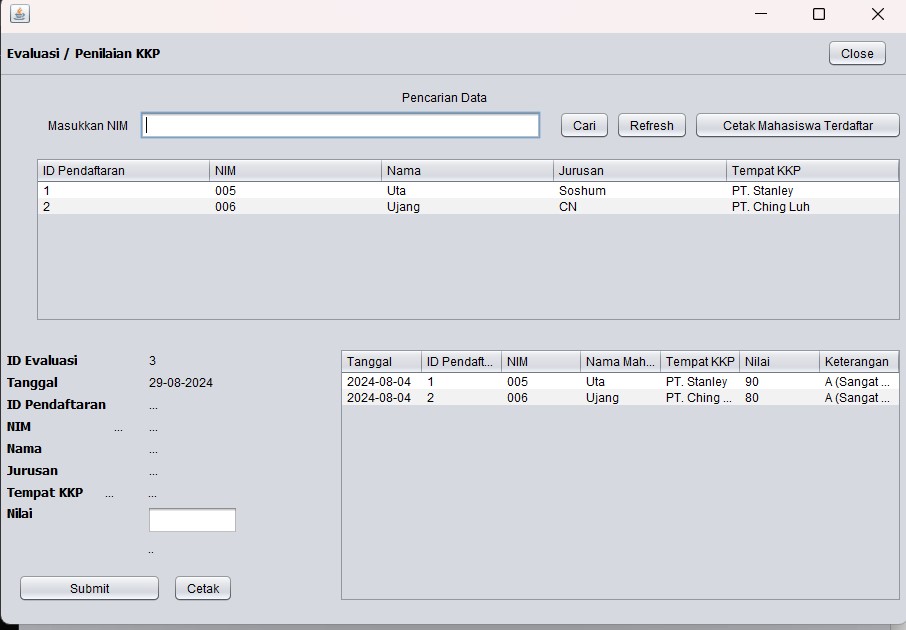 Evaluasi / Penilaian KKP
Close
Pencarian Data
Masukkan NIM Cari Refresh Cetak Mahasiswa Terdaftar
ID Pendaftaran NIM Nama Jurusan Tempat KKP
1 005 Uta Soshum PT. Stanley
2 006 Ujang CN PT. Ching Luh
ID Evaluasi 3
Tanggal 29-08-2024
ID Pendaftaran ...
NIM ... ...
Nama ...
Jurusan ...
Tempat KKP ... ...
Nilai
..
Submit Cetak
Tanggal ID Pendaft... NIM Nama Mah... Tempat KKP Nilai Keterangan
2024-08-04 1 005 Uta PT. Stanley 90 A (Sangat ...
2024-08-04 2 006 Ujang PT. Ching ... 80 A (Sangat ...